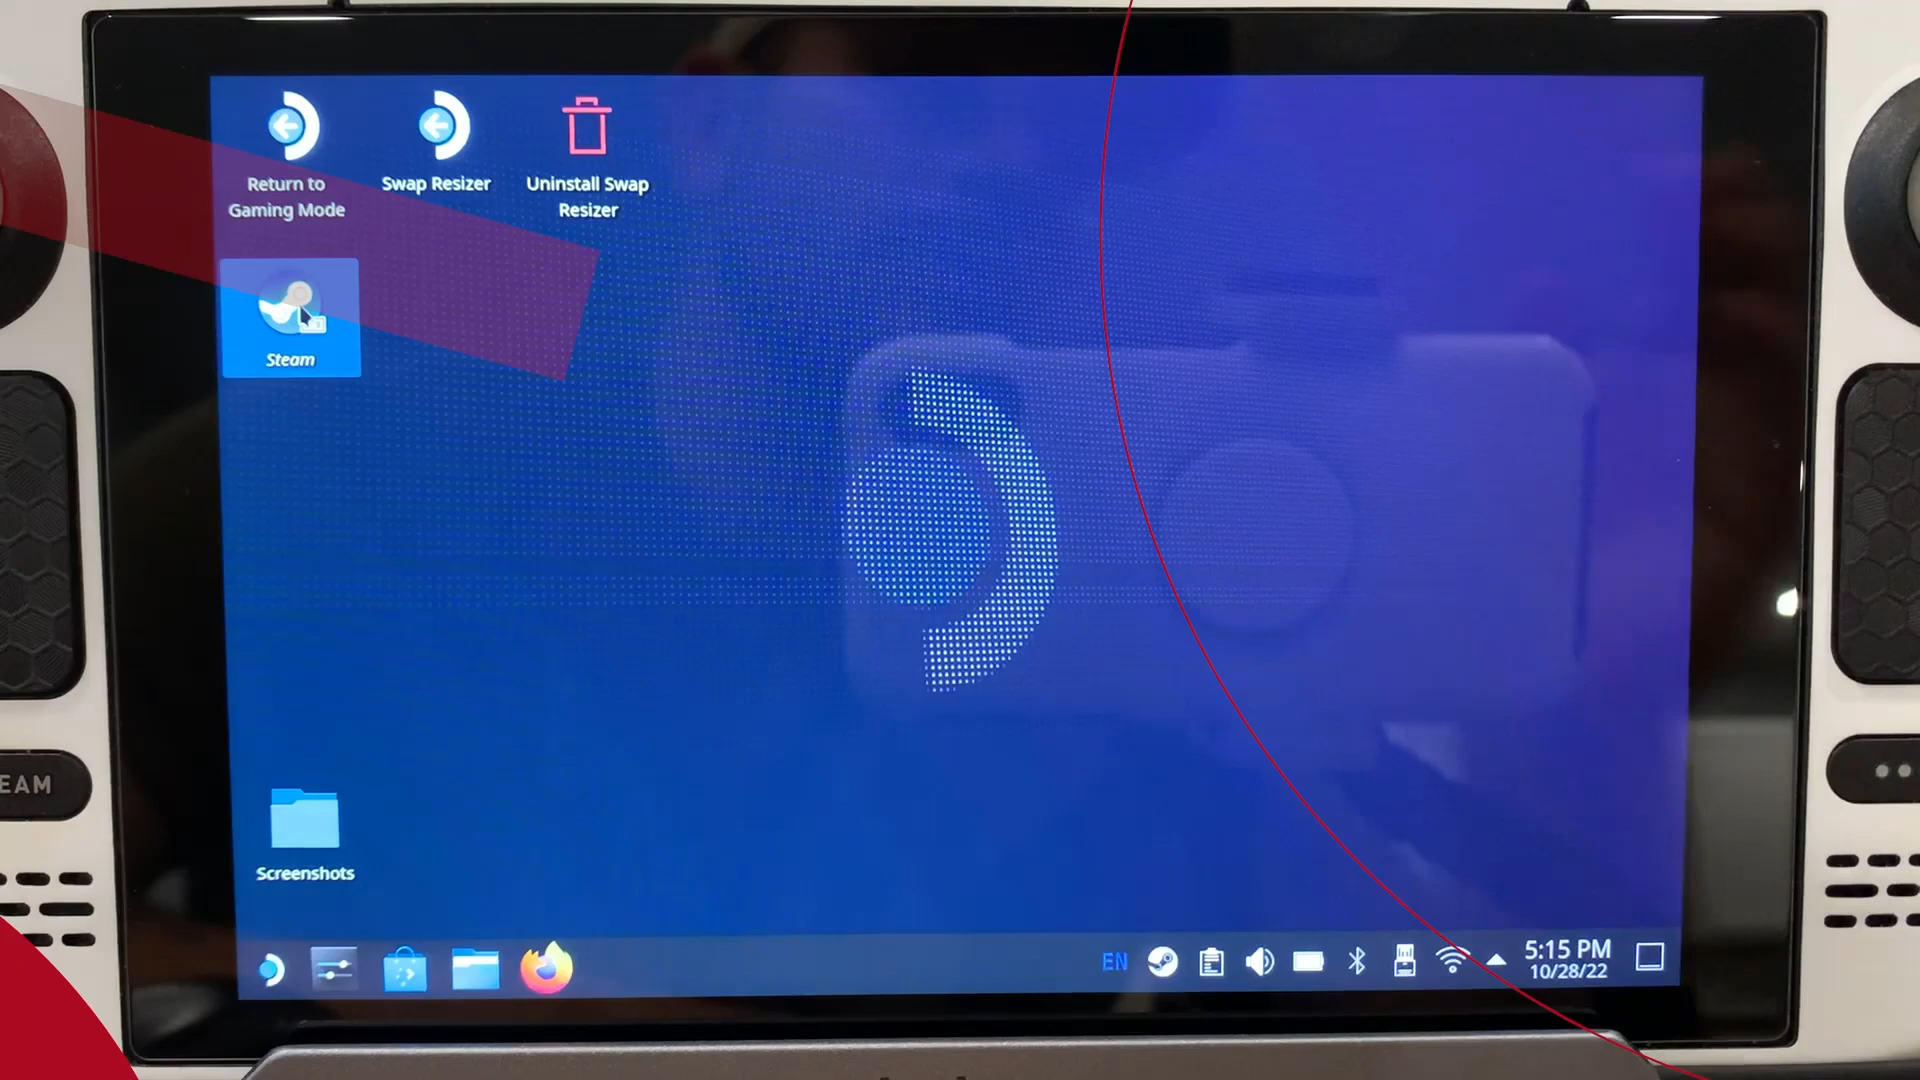 Return to
Gaming Mode
Swap Resizer
Uninstall Swap
Resizer
Steam
EAM
Screenshots
EN
5:15 PM
10/28/22